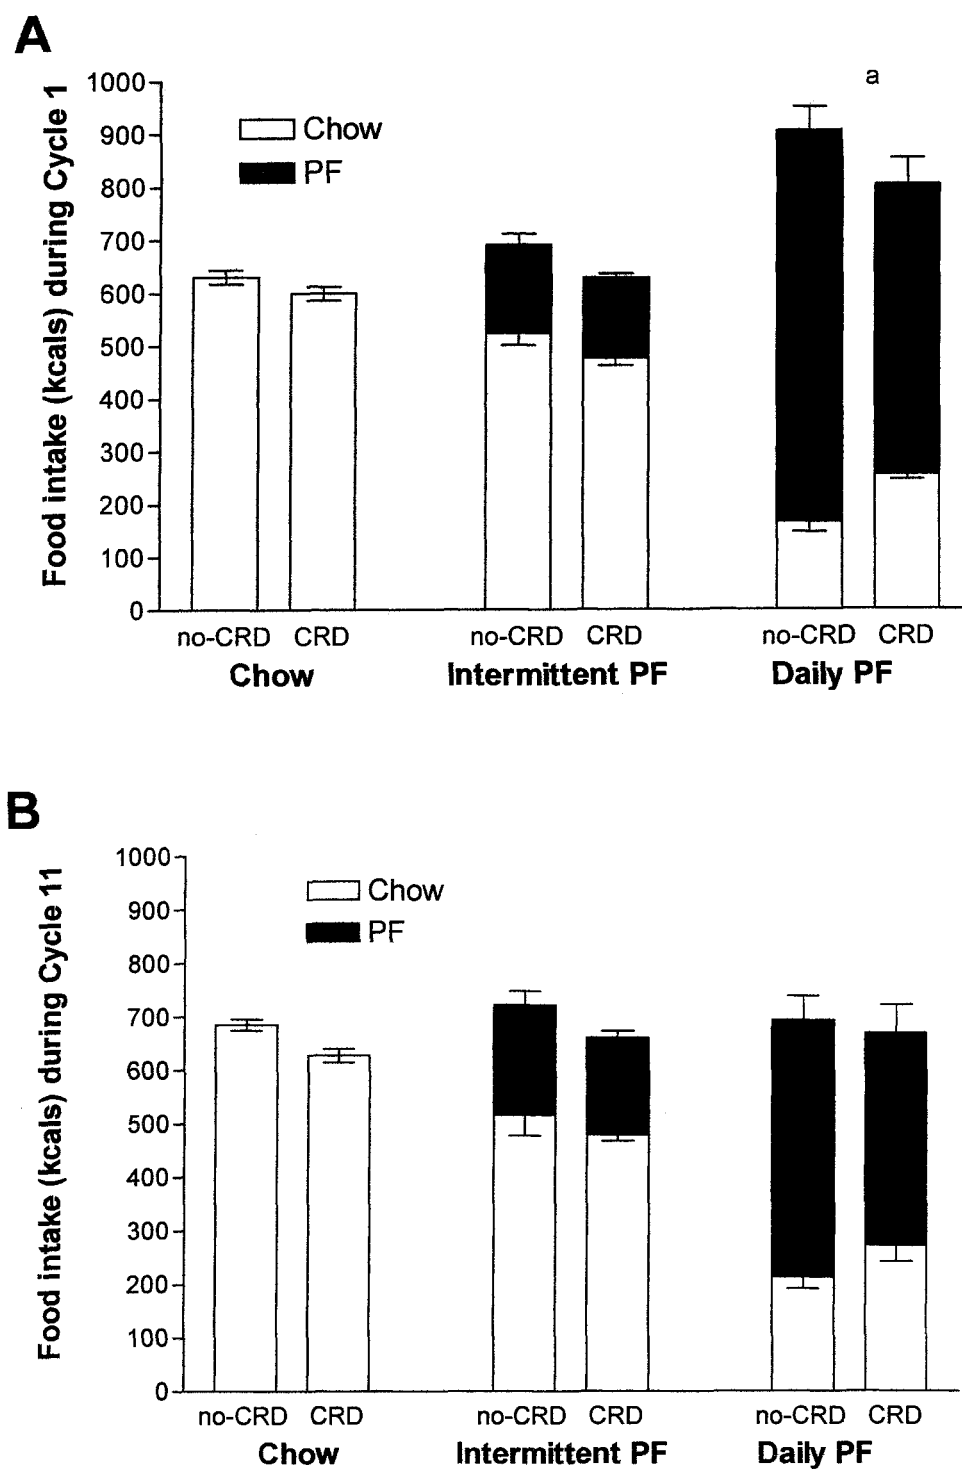 A
Food intake (kcals) during Cycle 1
1000
900
800
700
600
500
400
300
200
100
0
Chow
PF
a
no-CRD CRD no-CRD CRD no-CRD CRD
Chow Intermittent PF Daily PF
B
Food intake (kcals) during Cycle 11
1000
900
800
700
600
500
400
300
200
100
0
Chow
PF
no-CRD CRD no-CRD CRD no-CRD CRD
Chow Intermittent PF Daily PF